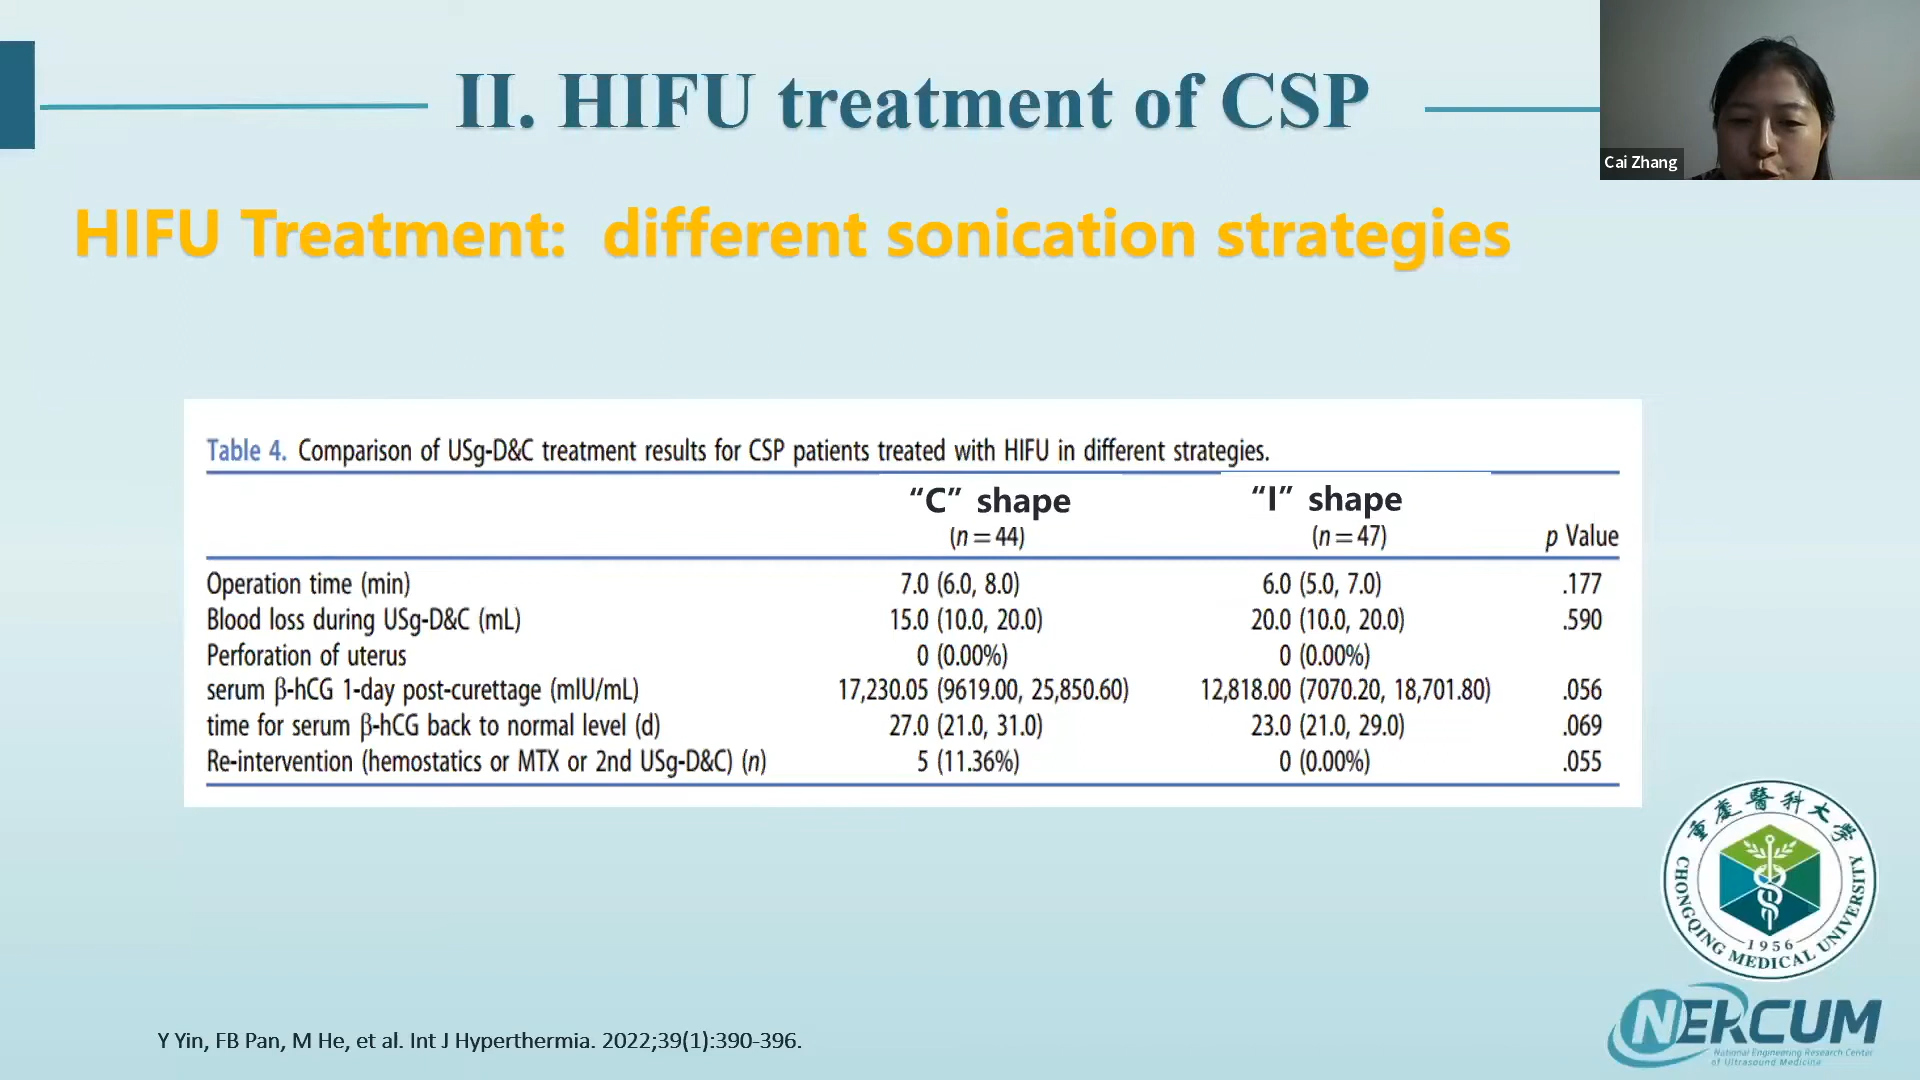 II. HIFU treatment of CSP
Cai Zhang
HIFU Treatment: different sonication strategies
Table 4. Comparison of USg-D&C treatment results for CSP patients treated with HIFU in different strategies.
“C” shape “I” shape
(n = 44) (n = 47) p Value
Operation time (min) 7.0 (6.0, 8.0) 6.0 (5.0, 7.0) .177
Blood loss during USg-D&C (mL) 15.0 (10.0, 20.0) 20.0 (10.0, 20.0) .590
Perforation of uterus 0 (0.00%) 0 (0.00%)
serum β-hCG 1-day post-curettage (mIU/mL) 17,230.05 (9619.00, 25,850.60) 12,818.00 (7070.20, 18,701.80) .056
time for serum β-hCG back to normal level (d) 27.0 (21.0, 31.0) 23.0 (21.0, 29.0) .069
Re-intervention (hemostatics or MTX or 2nd USg-D&C) (n) 5 (11.36%) 0 (0.00%) .055
重慶醫科大學
CHONGQING MEDICAL UNIVERSITY
1956
NERCUM
National Engineering Research Center
of Ultrasound Medicine
Y Yin, FB Pan, M He, et al. Int J Hyperthermia. 2022;39(1):390-396.